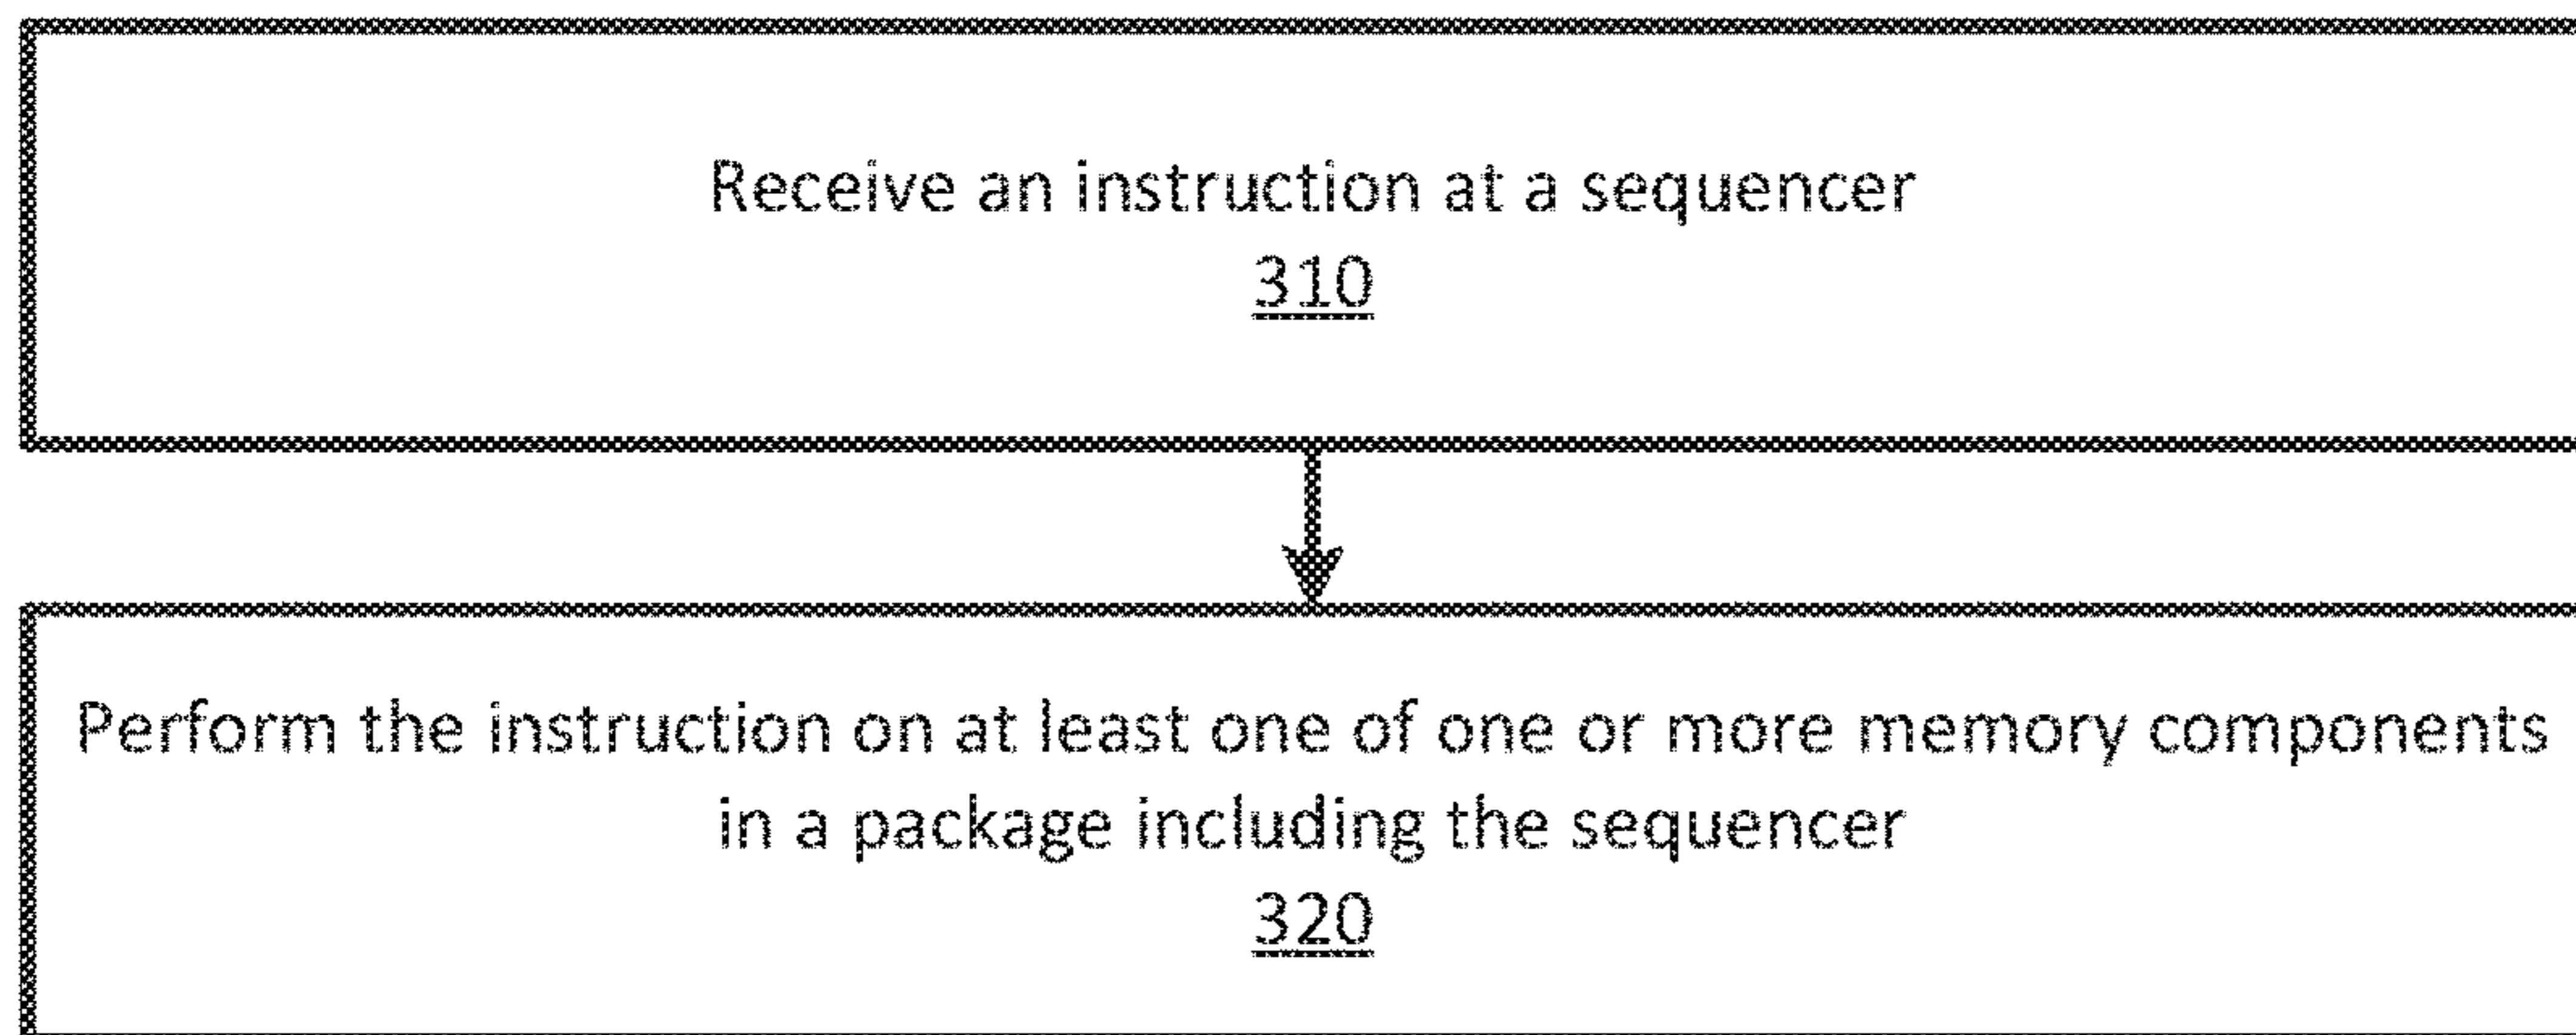 Receive an instruction at a sequencer
310
Perform the instruction on at least one of one or more memory components
in a package including the sequencer
320